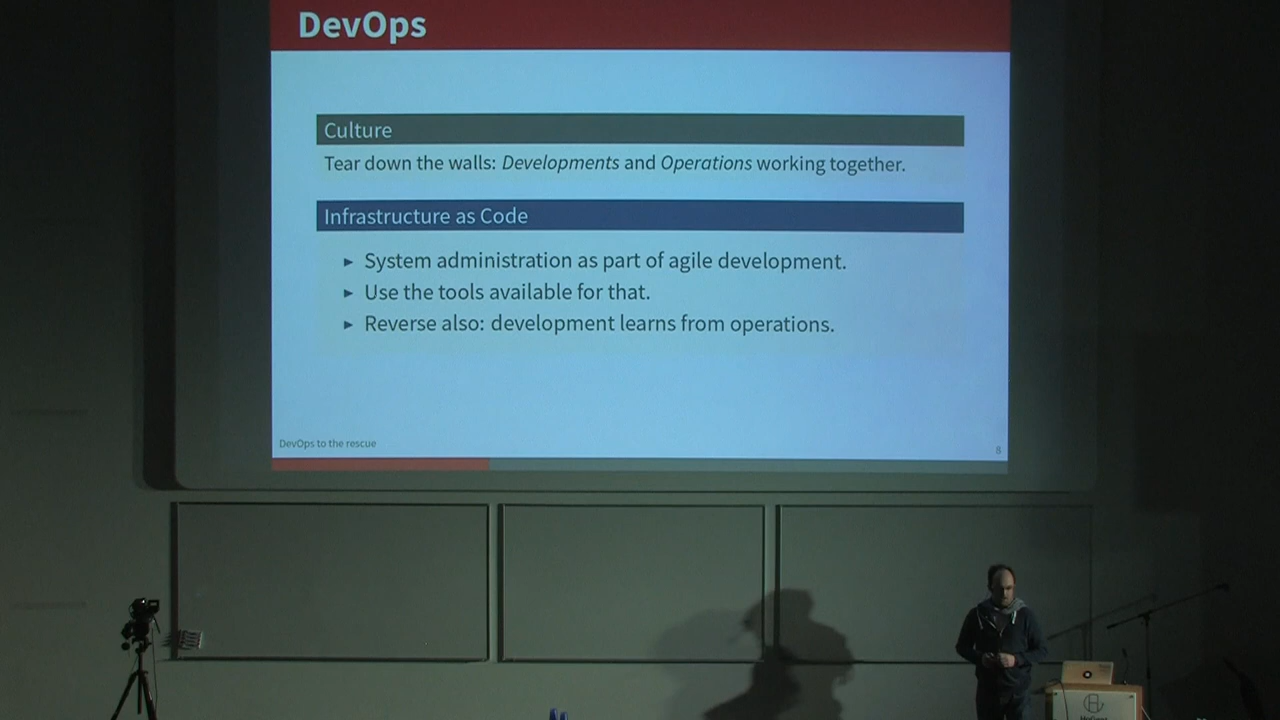 DevOps
Culture
Tear down the walls: Developments and Operations working together.
Infrastructure as Code
► System administration as part of agile development.
► Use the tools available for that.
► Reverse also: development learns from operations.
DevOps to the rescue
8